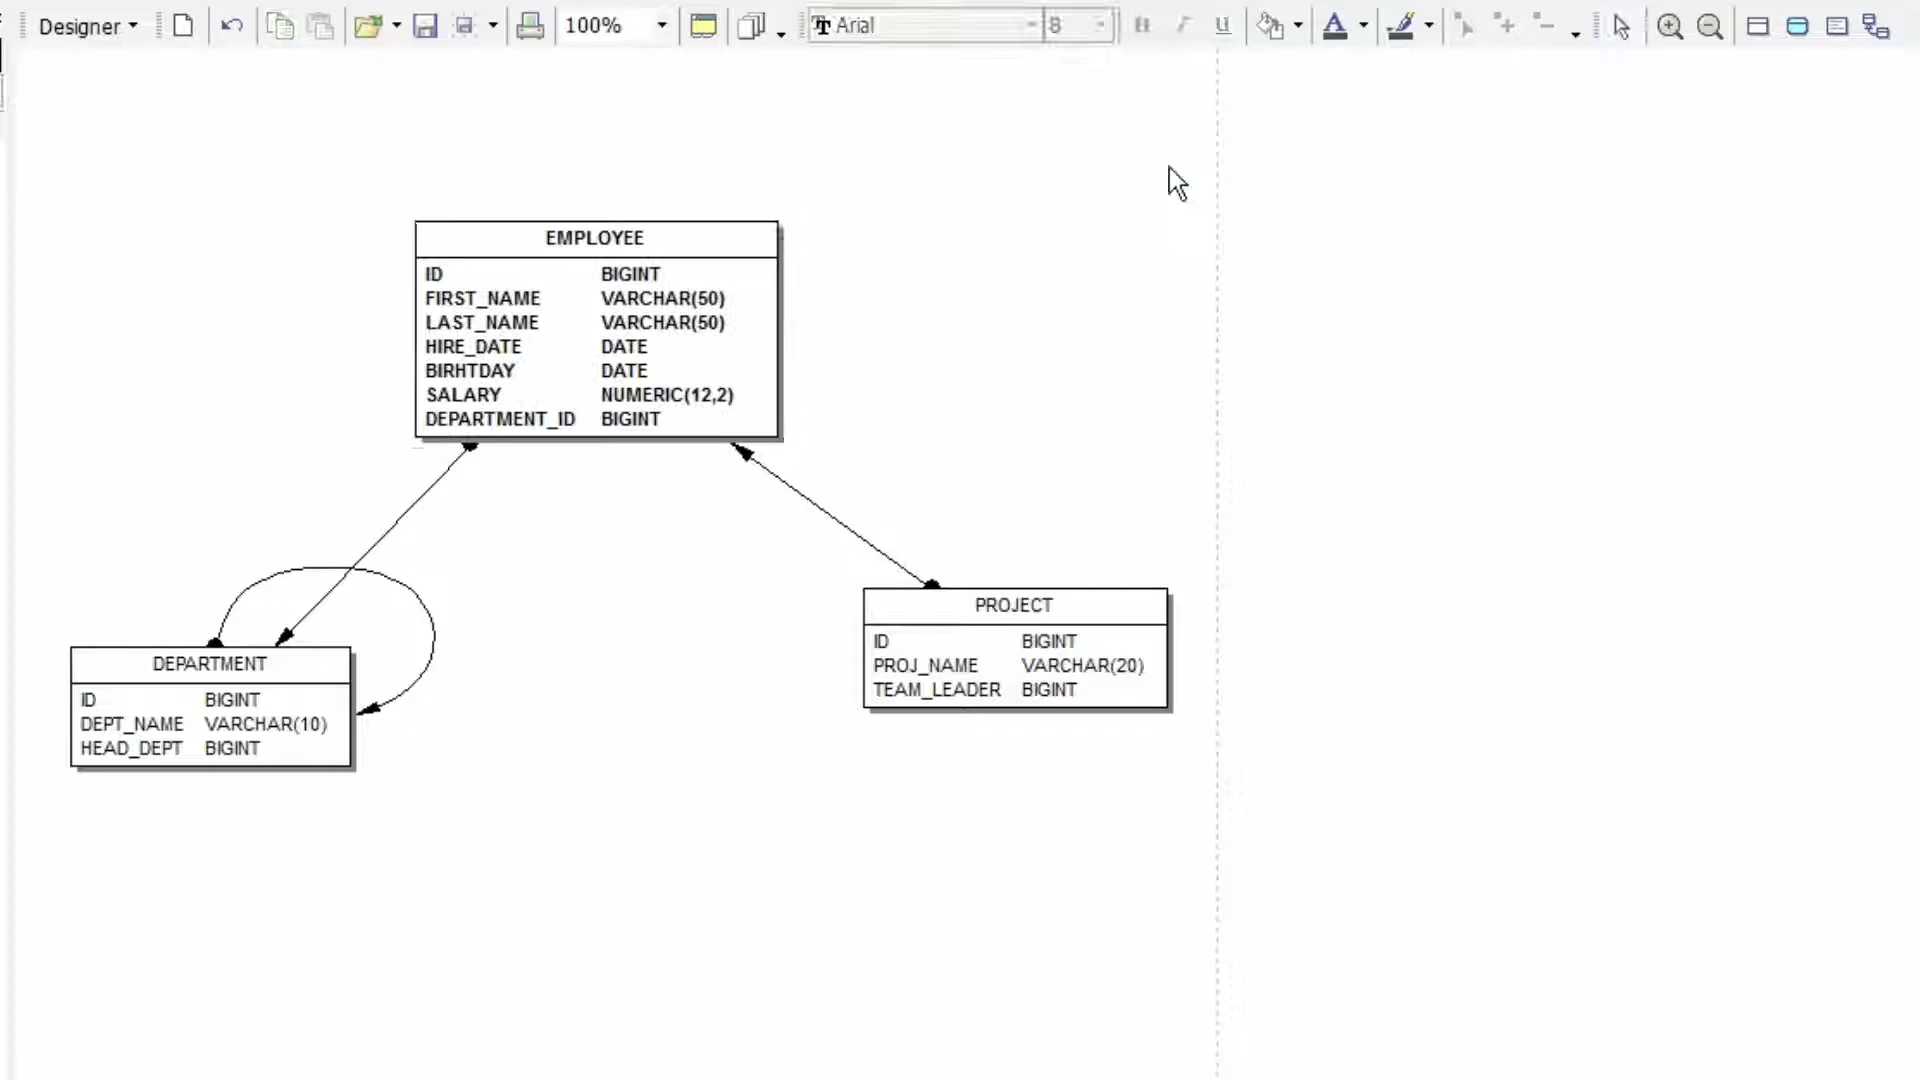 Designer
100%
Arial
8
EMPLOYEE
ID BIGINT
FIRST_NAME VARCHAR(50)
LAST_NAME VARCHAR(50)
HIRE_DATE DATE
BIRHTDAY DATE
SALARY NUMERIC(12,2)
DEPARTMENT_ID BIGINT
PROJECT
ID BIGINT
PROJ_NAME VARCHAR(20)
TEAM_LEADER BIGINT
DEPARTMENT
ID BIGINT
DEPT_NAME VARCHAR(10)
HEAD_DEPT BIGINT